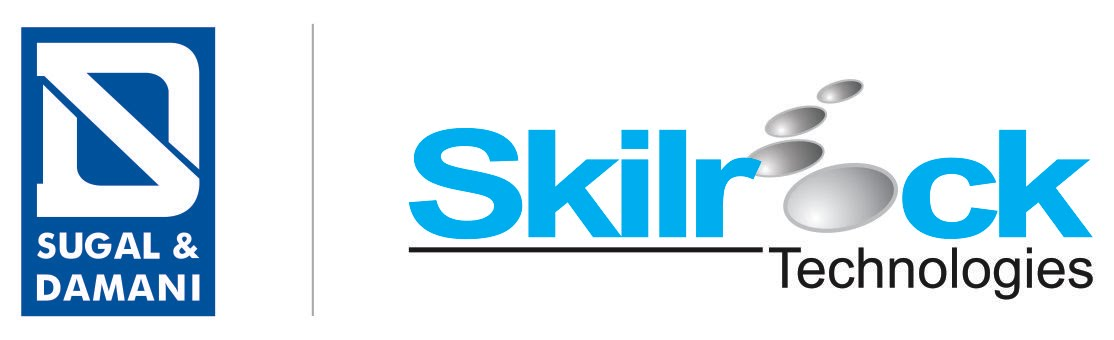 SUGAL &
DAMANI
Skilrock
Technologies